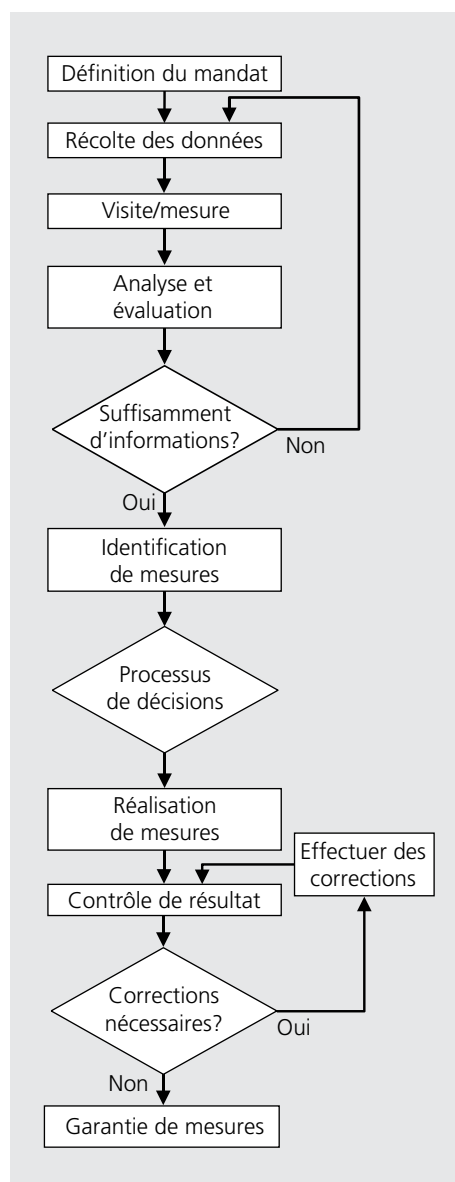 Définition du mandat
Récolte des données
Visite/mesure
Analyse et
évaluation
Suffisamment
d'informations?
Non
Oui
Identification
de mesures
Processus
de décisions
Réalisation
de mesures
Effectuer des
corrections
Contrôle de résultat
Corrections
nécessaires?
Oui
Non
Garantie de mesures